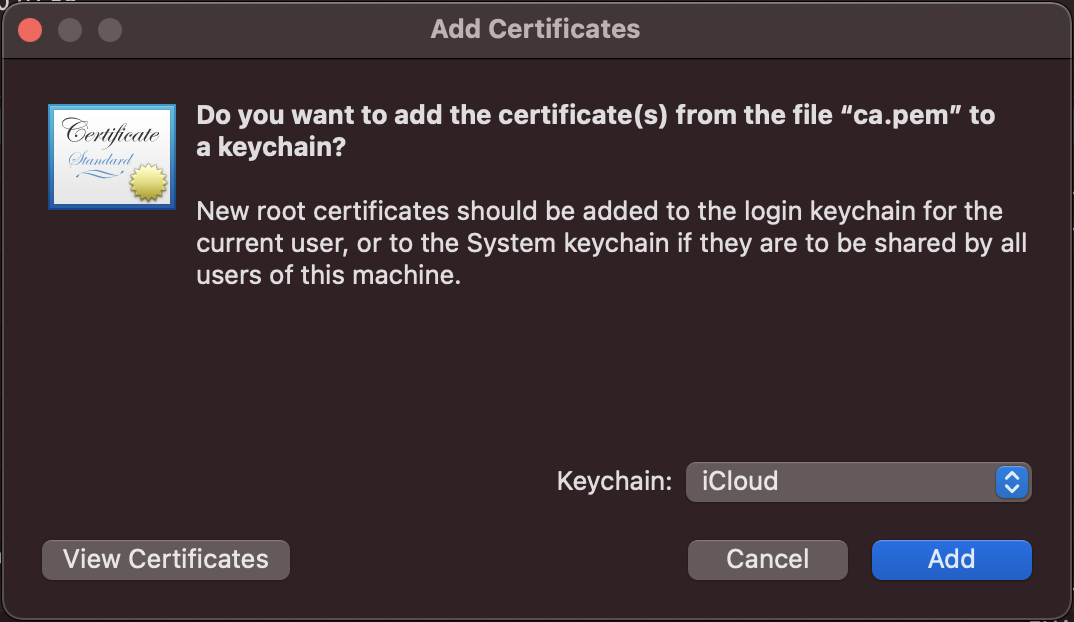 Add Certificates
Certificate
Standard
Do you want to add the certificate(s) from the file “ca.pem” to
a keychain?
New root certificates should be added to the login keychain for the
current user, or to the System keychain if they are to be shared by all
users of this machine.
Keychain: iCloud
View Certificates Cancel Add